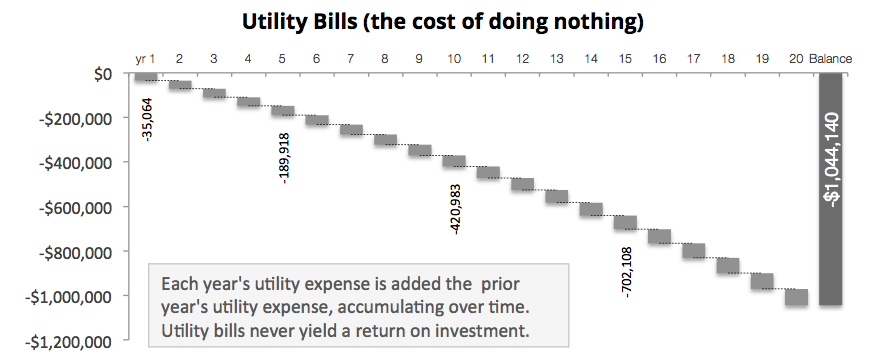 Utility Bills (the cost of doing nothing)
yr 1 2 3 4 5 6 7 8 9 10 11 12 13 14 15 16 17 18 19 20 Balance
$0
-$200,000
-$400,000
-$600,000
-$800,000
-$1,000,000
-$1,200,000
-35,064
-189,918
-420,983
-702,108
-$1,044,140
Each year's utility expense is added the  prior
year's utility expense, accumulating over time.
Utility bills never yield a return on investment.